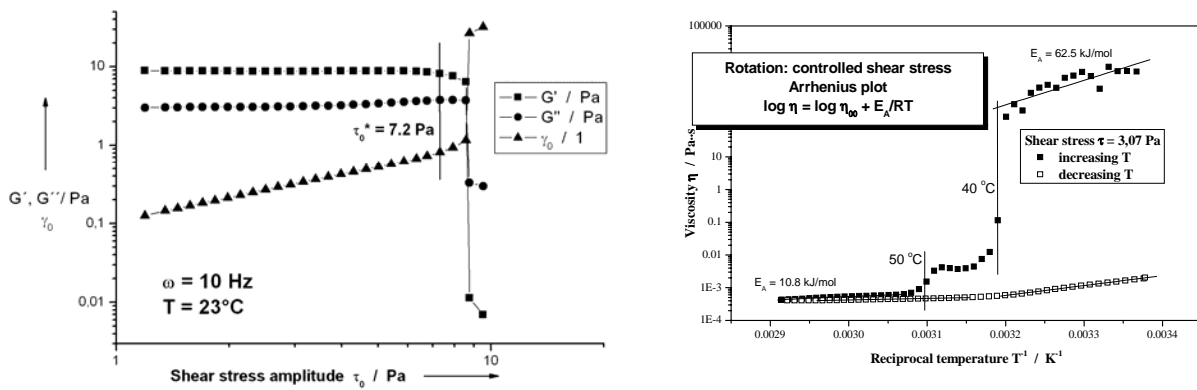 10
1
0,1
0,01
G´, G´´/ Pa
γ₀
G' / Pa
G'' / Pa
γ₀ / 1
τ₀* = 7.2 Pa
ω = 10 Hz
T = 23°C
1
10
Shear stress amplitude τ₀ / Pa
100000
10
1
0.1
0.01
1E-3
1E-4
Viscosity η / Pa·s
Rotation: controlled shear stress
Arrhenius plot
log η = log η∞ + E_A/RT
E_A = 62.5 kJ/mol
Shear stress τ = 3,07 Pa
increasing T
decreasing T
40 °C
50 °C
E_A = 10.8 kJ/mol
0.0029
0.0030
0.0031
0.0032
0.0033
0.0034
Reciprocal temperature T⁻¹ / K⁻¹